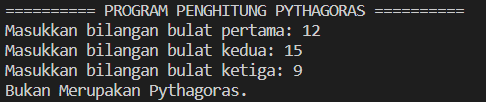 ========== PROGRAM PENGHITUNG PYTHAGORAS ==========
Masukkan bilangan bulat pertama: 12
Masukkan bilangan bulat kedua: 15
Masukkan bilangan bulat ketiga: 9
Bukan Merupakan Pythagoras.